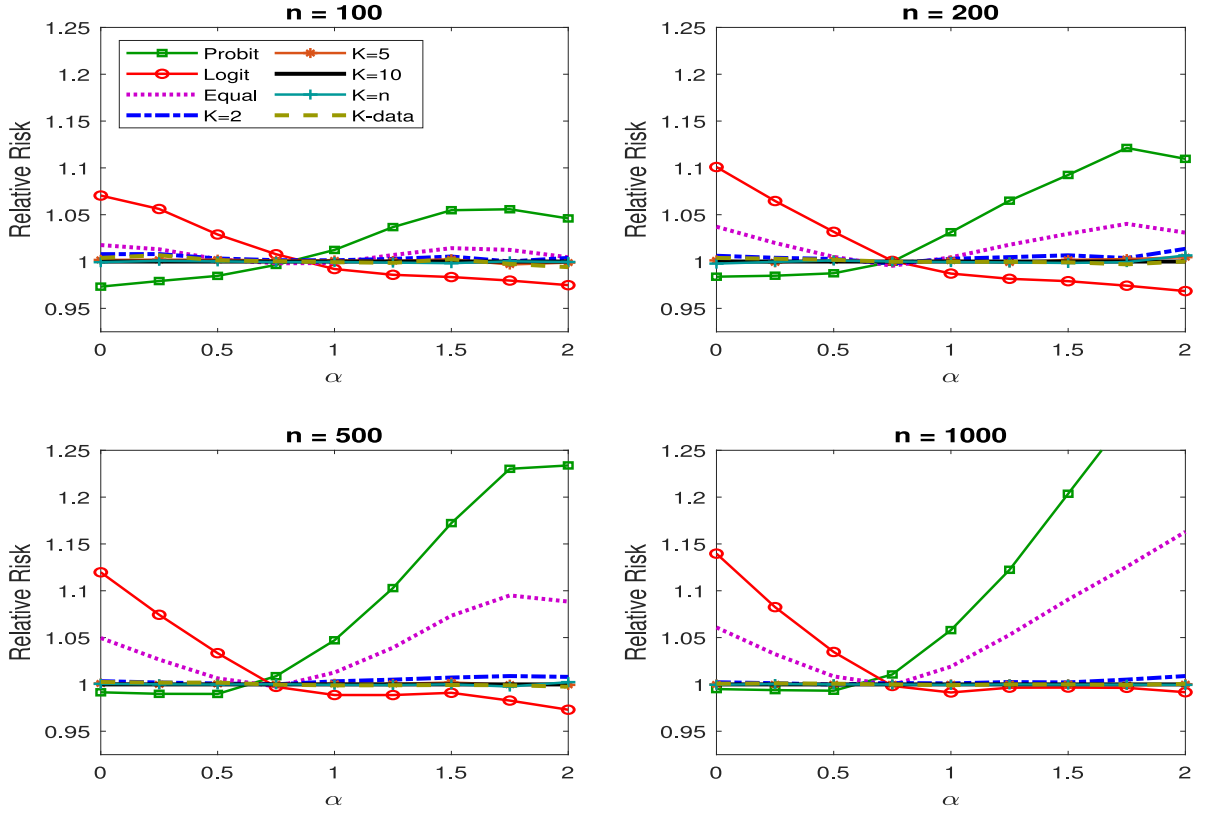 n = 100
1.25
1.2
1.15
1.1
1.05
1
0.95
Relative Risk
Probit
Logit
Equal
K=2
K=5
K=10
K=n
K-data
0
0.5
1
1.5
2
α
n = 200
1.25
1.2
1.15
1.1
1.05
1
0.95
Relative Risk
0
0.5
1
1.5
2
α
n = 500
1.25
1.2
1.15
1.1
1.05
1
0.95
Relative Risk
0
0.5
1
1.5
2
α
n = 1000
1.25
1.2
1.15
1.1
1.05
1
0.95
Relative Risk
0
0.5
1
1.5
2
α